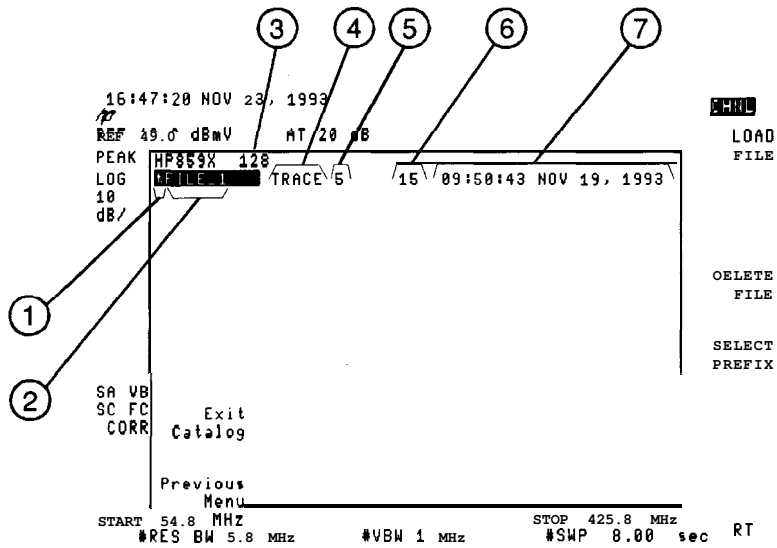 3 4 5 6 7
16:47:20 NOV 23, 1993
REF 49.0 dBmV AT 20 dB
PEAK
LOG
10
dB/
HP859X 128
FILE_1 TRACE 5 15 09:50:43 NOV 19, 1993
LOAD
FILE
OELETE
FILE
SELECT
PREFIX
1
2
SA VB
SC FC
CORR
Exit
Catalog
Previous
Menu
START 54.8 MHz STOP 425.8 MHz
#RES BW 5.8 MHz #VBW 1 MHz #SWP 8.00 sec RT